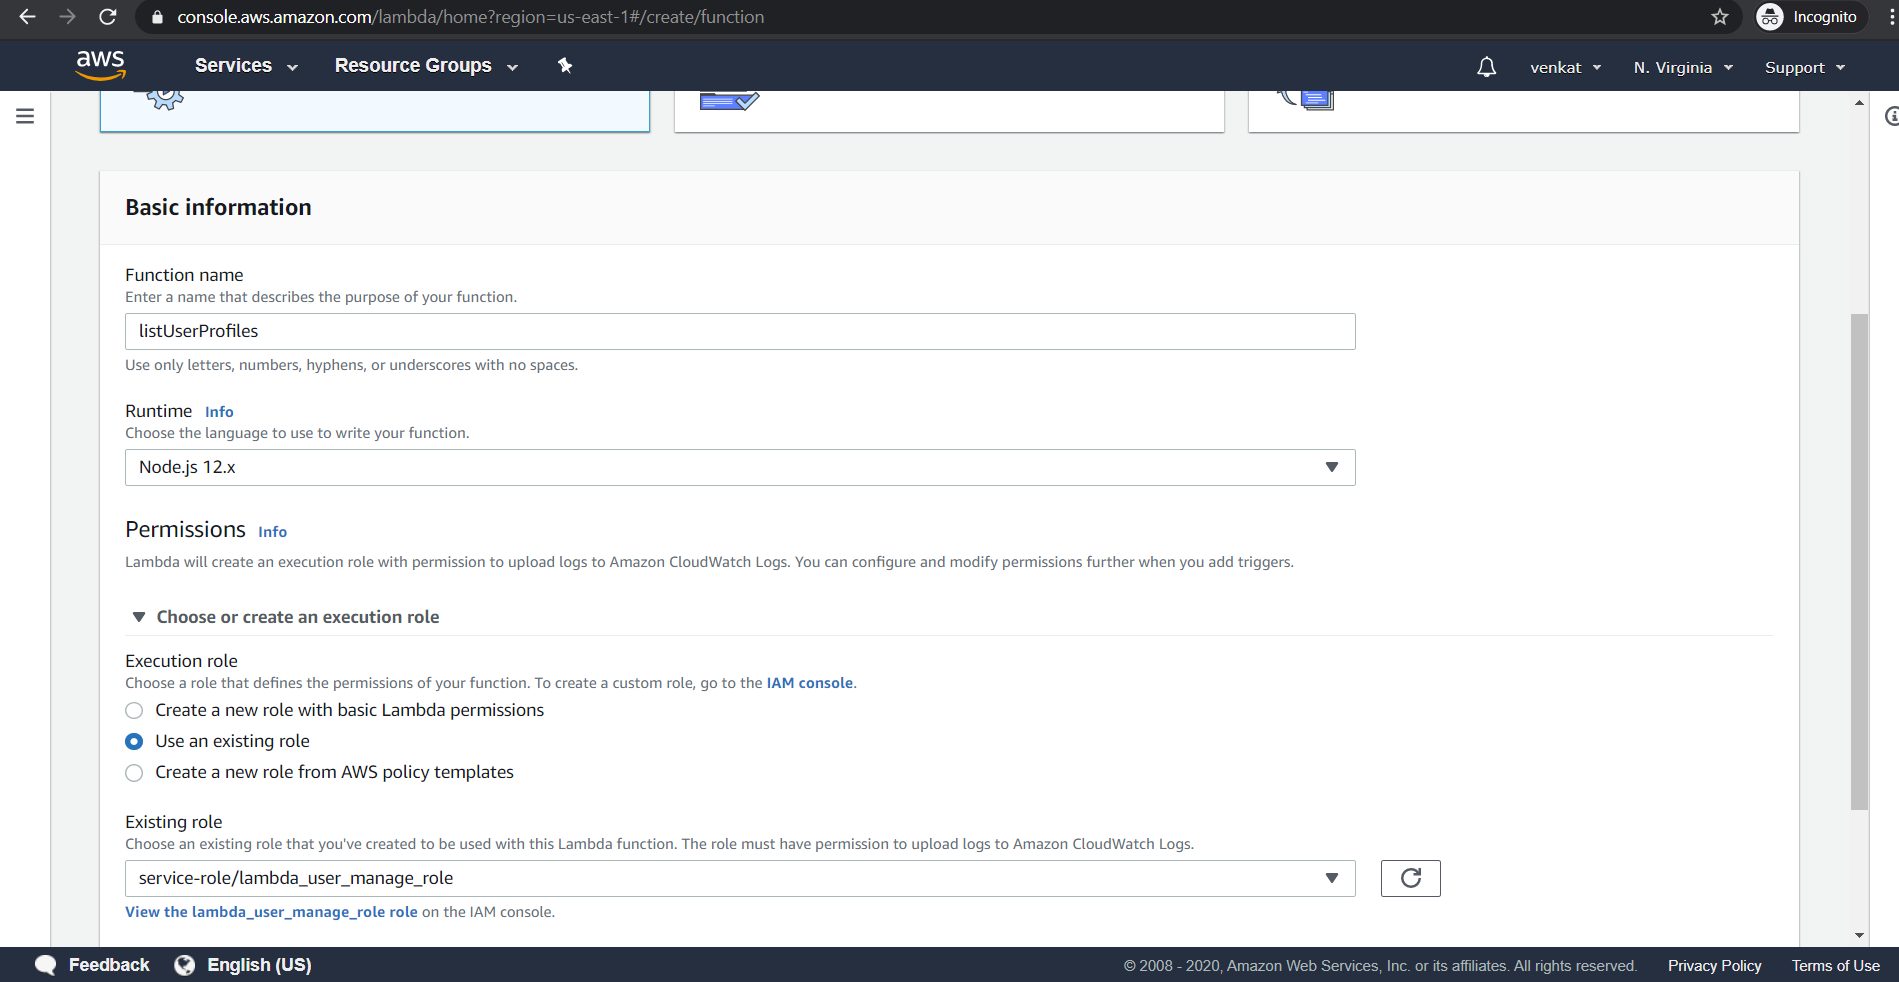 console.aws.amazon.com/lambda/home?region=us-east-1#/create/function
Incognito
aws
Services
Resource Groups
venkat
N. Virginia
Support
Basic information
Function name
Enter a name that describes the purpose of your function.
listUserProfiles
Use only letters, numbers, hyphens, or underscores with no spaces.
Runtime Info
Choose the language to use to write your function.
Node.js 12.x
Permissions Info
Lambda will create an execution role with permission to upload logs to Amazon CloudWatch Logs. You can configure and modify permissions further when you add triggers.
Choose or create an execution role
Execution role
Choose a role that defines the permissions of your function. To create a custom role, go to the IAM console.
Create a new role with basic Lambda permissions
Use an existing role
Create a new role from AWS policy templates
Existing role
Choose an existing role that you've created to be used with this Lambda function. The role must have permission to upload logs to Amazon CloudWatch Logs.
service-role/lambda_user_manage_role
View the lambda_user_manage_role role on the IAM console.
Feedback
English (US)
© 2008 - 2020, Amazon Web Services, Inc. or its affiliates. All rights reserved.
Privacy Policy
Terms of Use